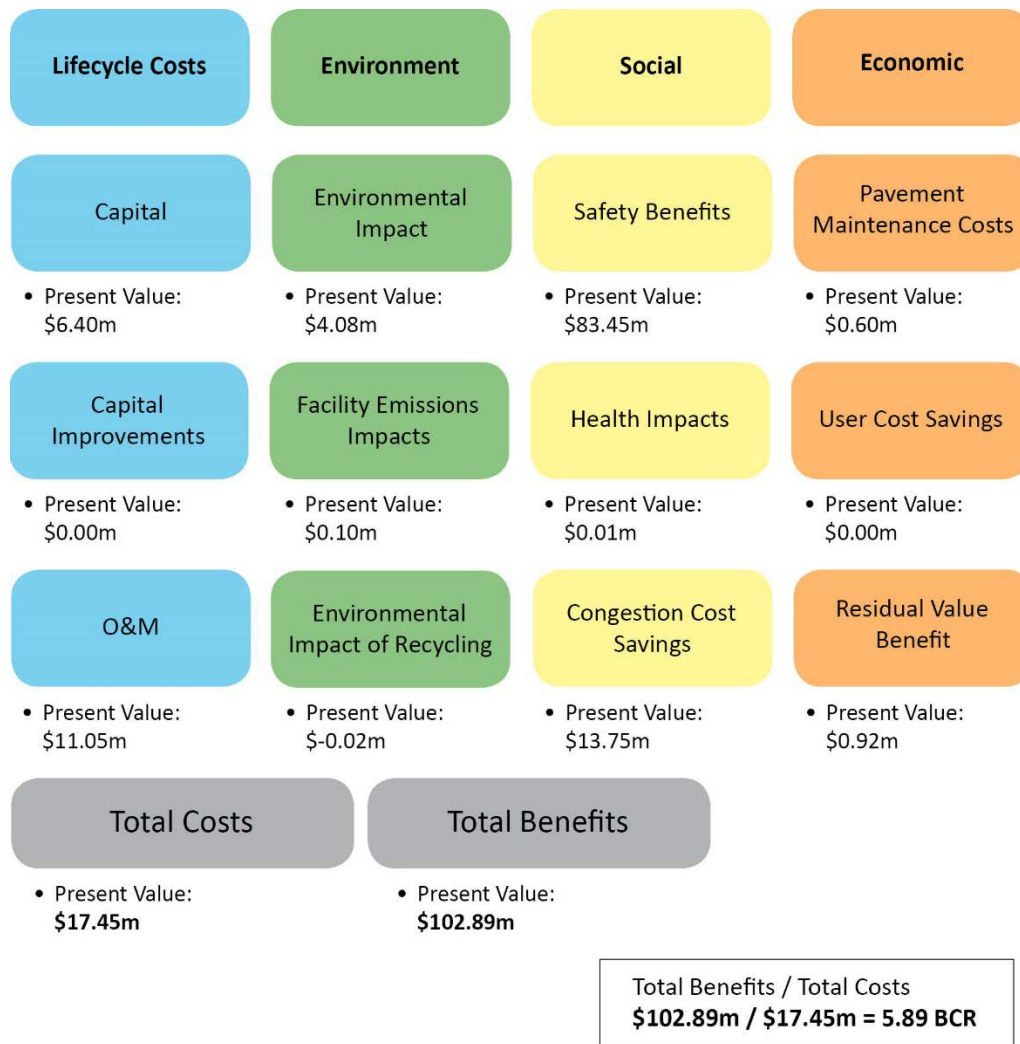 Lifecycle Costs
Environment
Social
Economic
Capital
Environmental
Impact
Safety Benefits
Pavement
Maintenance Costs
• Present Value:
$6.40m
• Present Value:
$4.08m
• Present Value:
$83.45m
• Present Value:
$0.60m
Capital
Improvements
Facility Emissions
Impacts
Health Impacts
User Cost Savings
• Present Value:
$0.00m
• Present Value:
$0.10m
• Present Value:
$0.01m
• Present Value:
$0.00m
O&M
Environmental
Impact of Recycling
Congestion Cost
Savings
Residual Value
Benefit
• Present Value:
$11.05m
• Present Value:
$-0.02m
• Present Value:
$13.75m
• Present Value:
$0.92m
Total Costs
Total Benefits
• Present Value:
$17.45m
• Present Value:
$102.89m
Total Benefits / Total Costs
$102.89m / $17.45m = 5.89 BCR